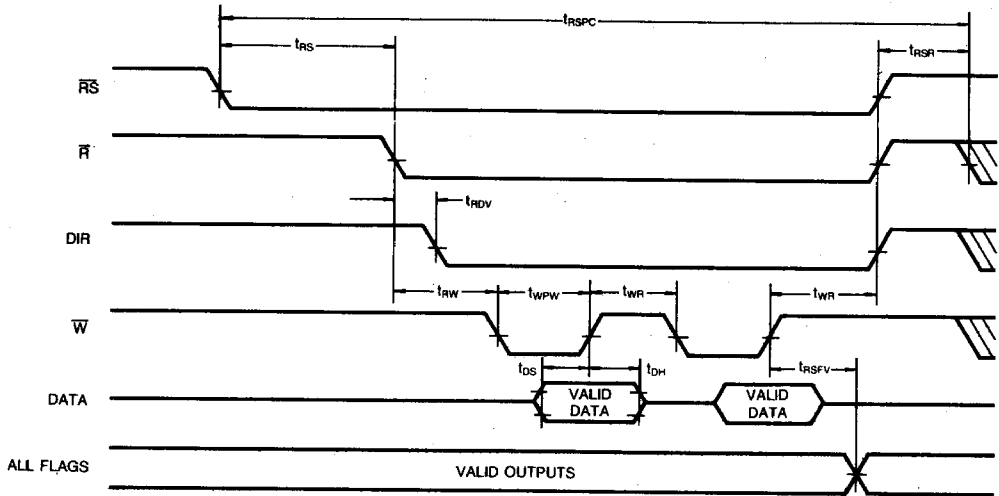 tRSPC
tRS
tRSR
RS
R
tRDV
DIR
tRW tWPW tWR tWR
W
tDS tDH tRSFV
DATA VALID DATA VALID DATA
ALL FLAGS VALID OUTPUTS